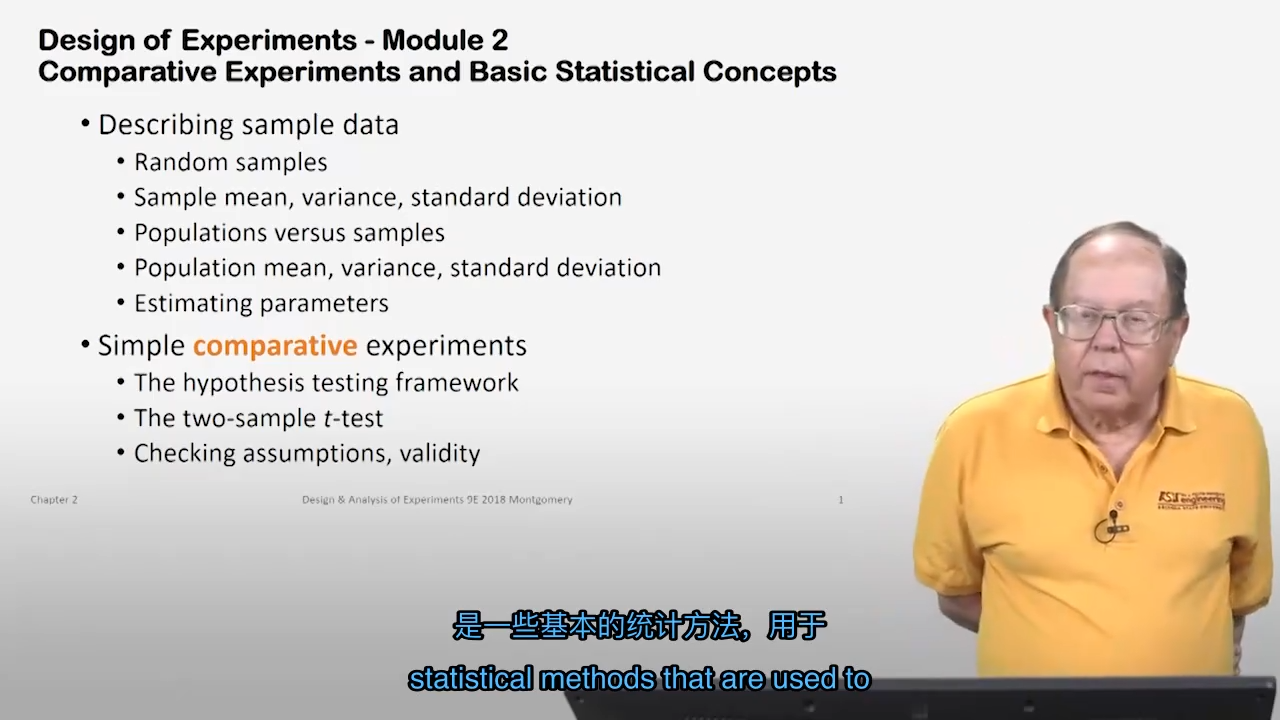 Design of Experiments - Module 2
Comparative Experiments and Basic Statistical Concepts
• Describing sample data
• Random samples
• Sample mean, variance, standard deviation
• Populations versus samples
• Population mean, variance, standard deviation
• Estimating parameters
• Simple comparative experiments
• The hypothesis testing framework
• The two-sample t-test
• Checking assumptions, validity
Chapter 2
Design & Analysis of Experiments 9E 2018 Montgomery
1
engineering
是一些基本的统计方法，用于
statistical methods that are used to